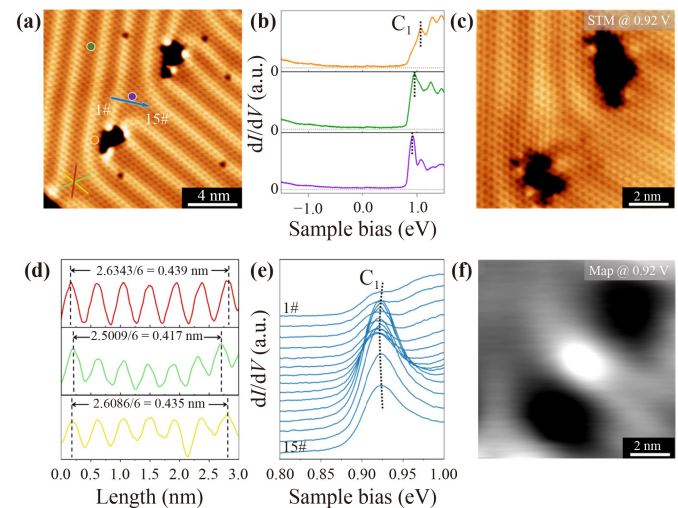 (a)
1#
15#
4 nm
(b)
C₁
0
0
0
dI/dV (a.u.)
−1.0 0.0 1.0
Sample bias (eV)
(c)
STM @ 0.92 V
2 nm
(d)
2.6343/6 = 0.439 nm
2.5009/6 = 0.417 nm
2.6086/6 = 0.435 nm
0.0 0.5 1.0 1.5 2.0 2.5 3.0
Length (nm)
(e)
C₁
1#
15#
dI/dV (a.u.)
0.80 0.85 0.90 0.95 1.00
Sample bias (eV)
(f)
Map @ 0.92 V
2 nm